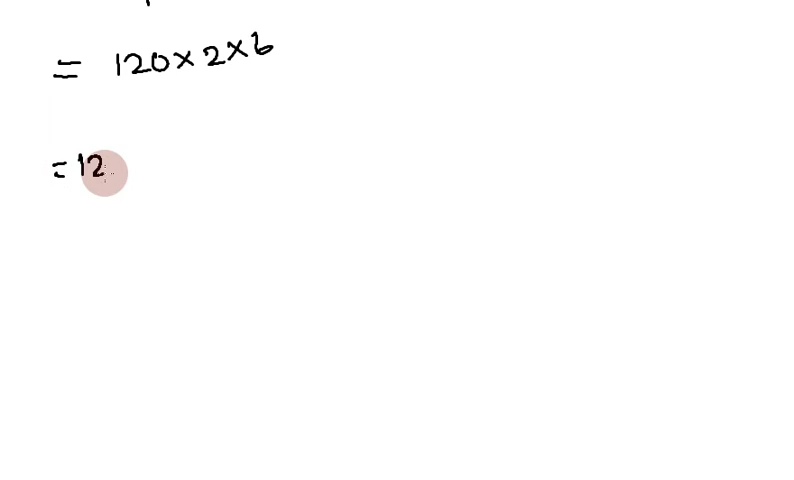 = 120×2×6
= 12